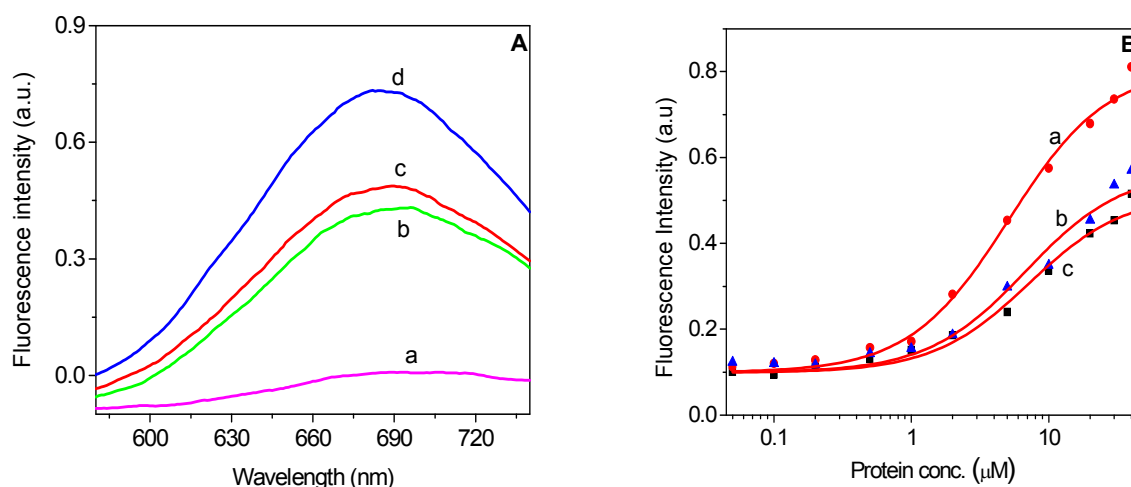 A
Fluorescence intensity (a.u.)
0.9
0.6
0.3
0.0
d
c
b
a
600 630 660 690 720
Wavelength (nm)
Fluorescence Intensity (a.u)
0.8
0.6
0.4
0.2
0.0
a
b
c
0.1 1 10
Protein conc. (μM)